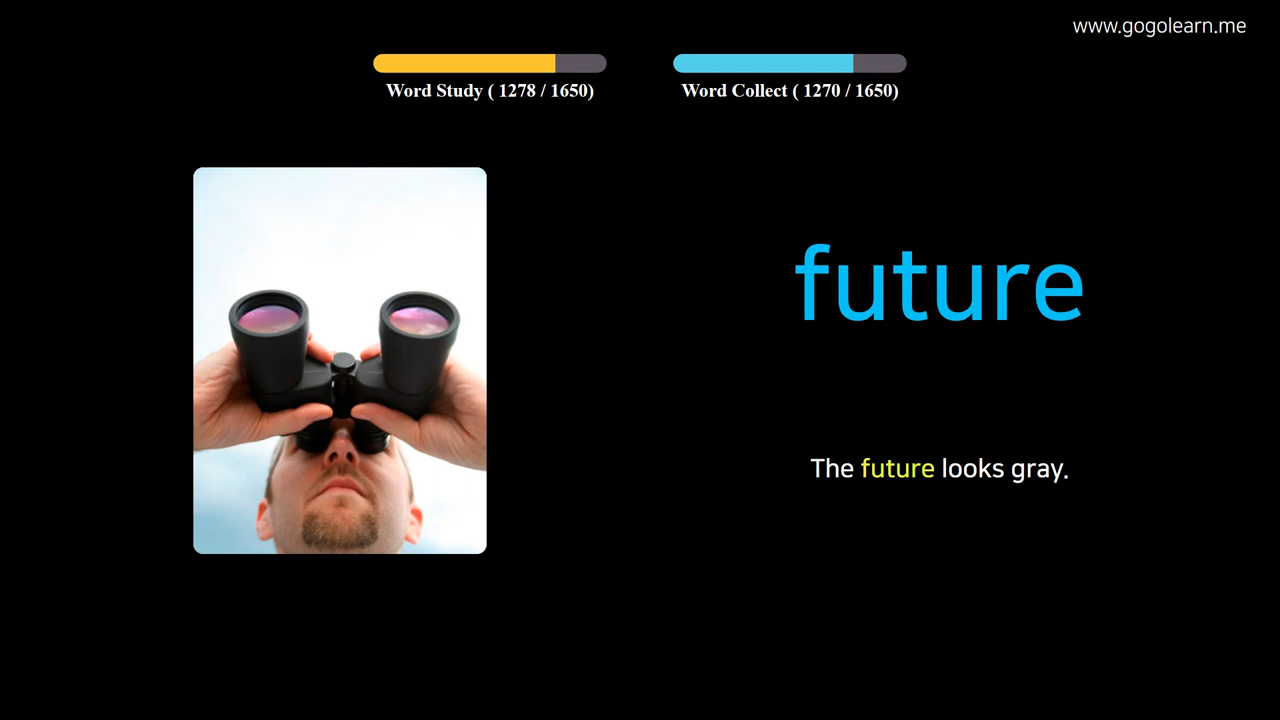 www.gogolearn.me
Word Study ( 1278 / 1650)
Word Collect ( 1270 / 1650)
future
The future looks gray.